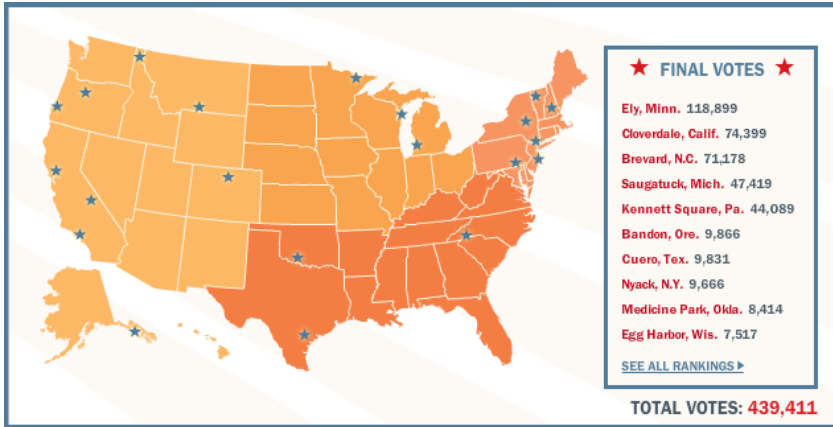 FINAL VOTES
Ely, Minn. 118,899
Cloverdale, Calif. 74,399
Brevard, N.C. 71,178
Saugatuck, Mich. 47,419
Kennett Square, Pa. 44,089
Bandon, Ore. 9,866
Cuero, Tex. 9,831
Nyack, N.Y. 9,666
Medicine Park, Okla. 8,414
Egg Harbor, Wis. 7,517
SEE ALL RANKINGS
TOTAL VOTES: 439,411